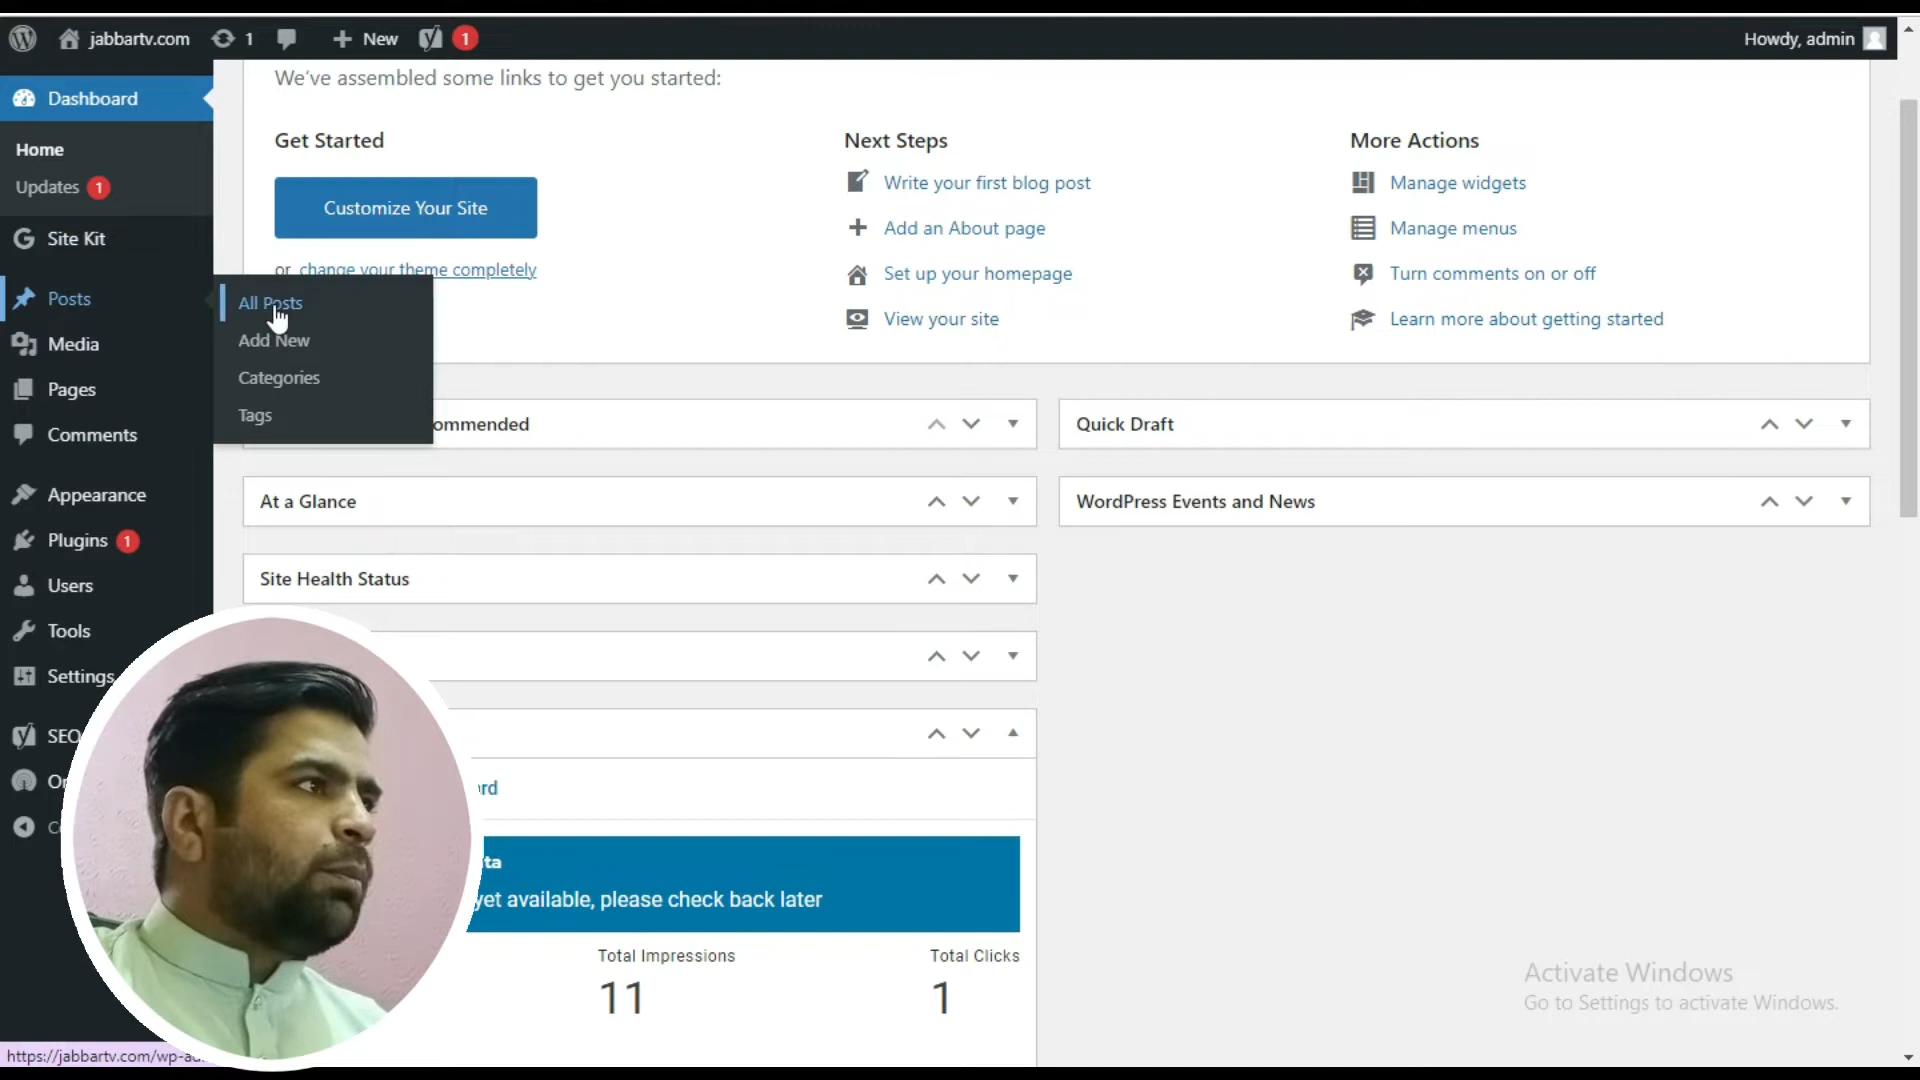 jabbartv.com
1
New
1
Howdy, admin
Dashboard
Home
Updates 1
Site Kit
Posts
Media
Pages
Comments
Appearance
Plugins 1
Users
Tools
Settings
SEO
All Posts
Add New
Categories
Tags
We've assembled some links to get you started:
Get Started
Customize Your Site
or change your theme completely
Next Steps
Write your first blog post
Add an About page
Set up your homepage
View your site
More Actions
Manage widgets
Manage menus
Turn comments on or off
Learn more about getting started
ommended
Quick Draft
At a Glance
WordPress Events and News
Site Health Status
yet available, please check back later
Total Impressions
11
Total Clicks
1
Activate Windows
Go to Settings to activate Windows.
https://jabbartv.com/wp-ad